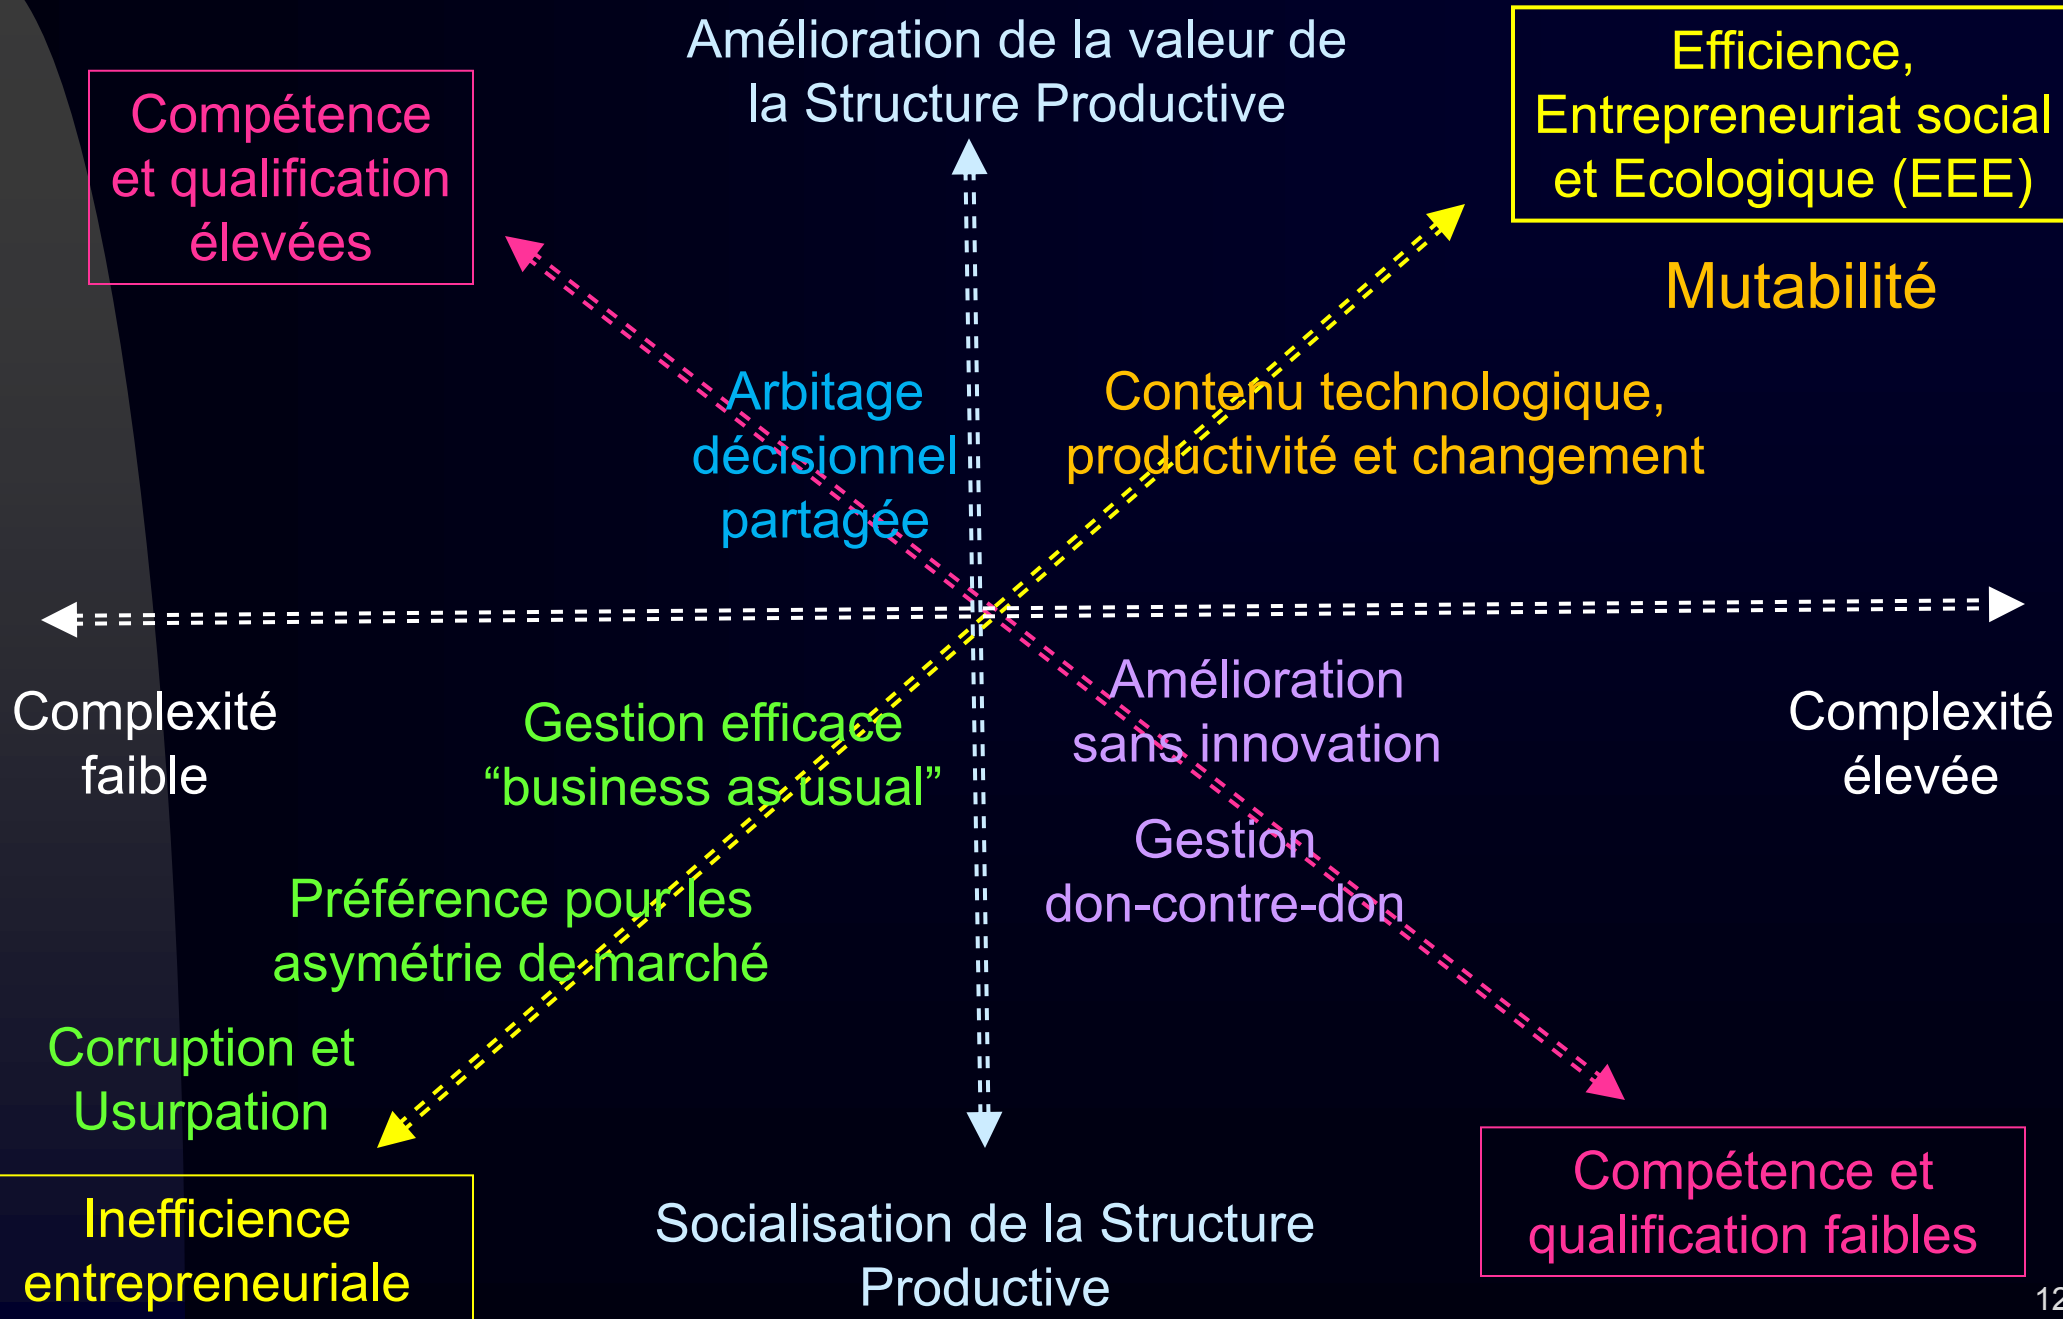 Amélioration de la valeur de
la Structure Productive
Compétence
et qualification
élevées
Efficience,
Entrepreneuriat social
et Ecologique (EEE)
Mutabilité
Arbitage
décisionnel
partagée
Contenu technologique,
productivité et changement
Complexité
faible
Gestion efficace
“business as usual”
Amélioration
sans innovation
Complexité
élevée
Gestion
don-contre-don
Préférence pour les
asymétrie de marché
Corruption et
Usurpation
Inefficience
entrepreneuriale
Socialisation de la Structure
Productive
Compétence et
qualification faibles
12